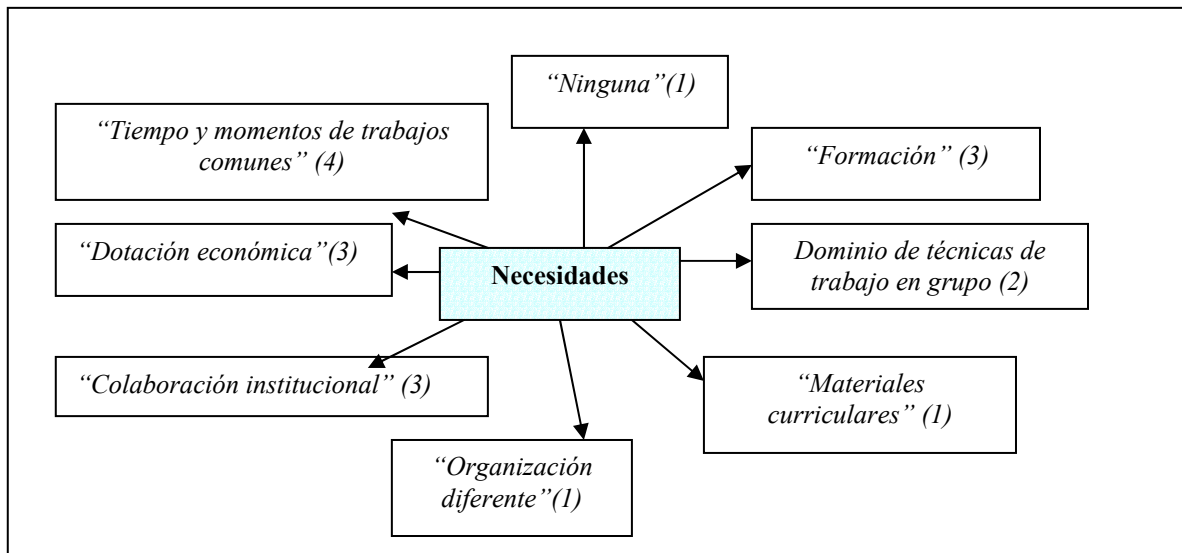 “Ninguna”(1)
“Tiempo y momentos de trabajos
comunes” (4)
“Formación” (3)
“Dotación económica”(3)
Necesidades
Dominio de técnicas de
trabajo en grupo (2)
“Colaboración institucional” (3)
“Materiales
curriculares” (1)
“Organización
diferente”(1)